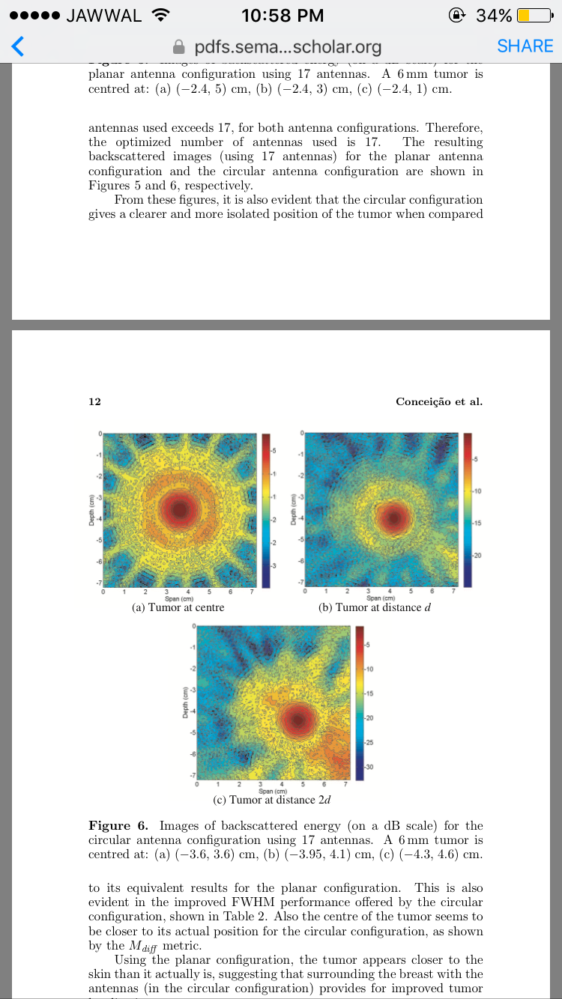 JAWWAL 10:58 PM 34%
pdfs.sema...scholar.org SHARE
planar antenna configuration using 17 antennas. A 6 mm tumor is
centred at: (a) (−2.4, 5) cm, (b) (−2.4, 3) cm, (c) (−2.4, 1) cm.
antennas used exceeds 17, for both antenna configurations. Therefore,
the optimized number of antennas used is 17. The resulting
backscattered images (using 17 antennas) for the planar antenna
configuration and the circular antenna configuration are shown in
Figures 5 and 6, respectively.
From these figures, it is also evident that the circular configuration
gives a clearer and more isolated position of the tumor when compared
12 Conceição et al.
0
-1
-2
-3
-4
-5
-6
-7
Depth (cm)
0 1 2 3 4 5 6 7
Span (cm)
-5
-1
-1
-2
-2
-3
(a) Tumor at centre
0
-1
-2
-3
-4
-5
-6
-7
Depth (cm)
0 1 2 3 4 5 6 7
Span (cm)
-5
-10
-15
-20
(b) Tumor at distance d
0
-1
-2
-3
-4
-5
-6
-7
Depth (cm)
0 1 2 3 4 5 6 7
Span (cm)
-5
-10
-15
-20
-25
-30
(c) Tumor at distance 2d
Figure 6. Images of backscattered energy (on a dB scale) for the
circular antenna configuration using 17 antennas. A 6 mm tumor is
centred at: (a) (−3.6, 3.6) cm, (b) (−3.95, 4.1) cm, (c) (−4.3, 4.6) cm.
to its equivalent results for the planar configuration. This is also
evident in the improved FWHM performance offered by the circular
configuration, shown in Table 2. Also the centre of the tumor seems to
be closer to its actual position for the circular configuration, as shown
by the Mdiff metric.
Using the planar configuration, the tumor appears closer to the
skin than it actually is, suggesting that surrounding the breast with the
antennas (in the circular configuration) provides for improved tumor